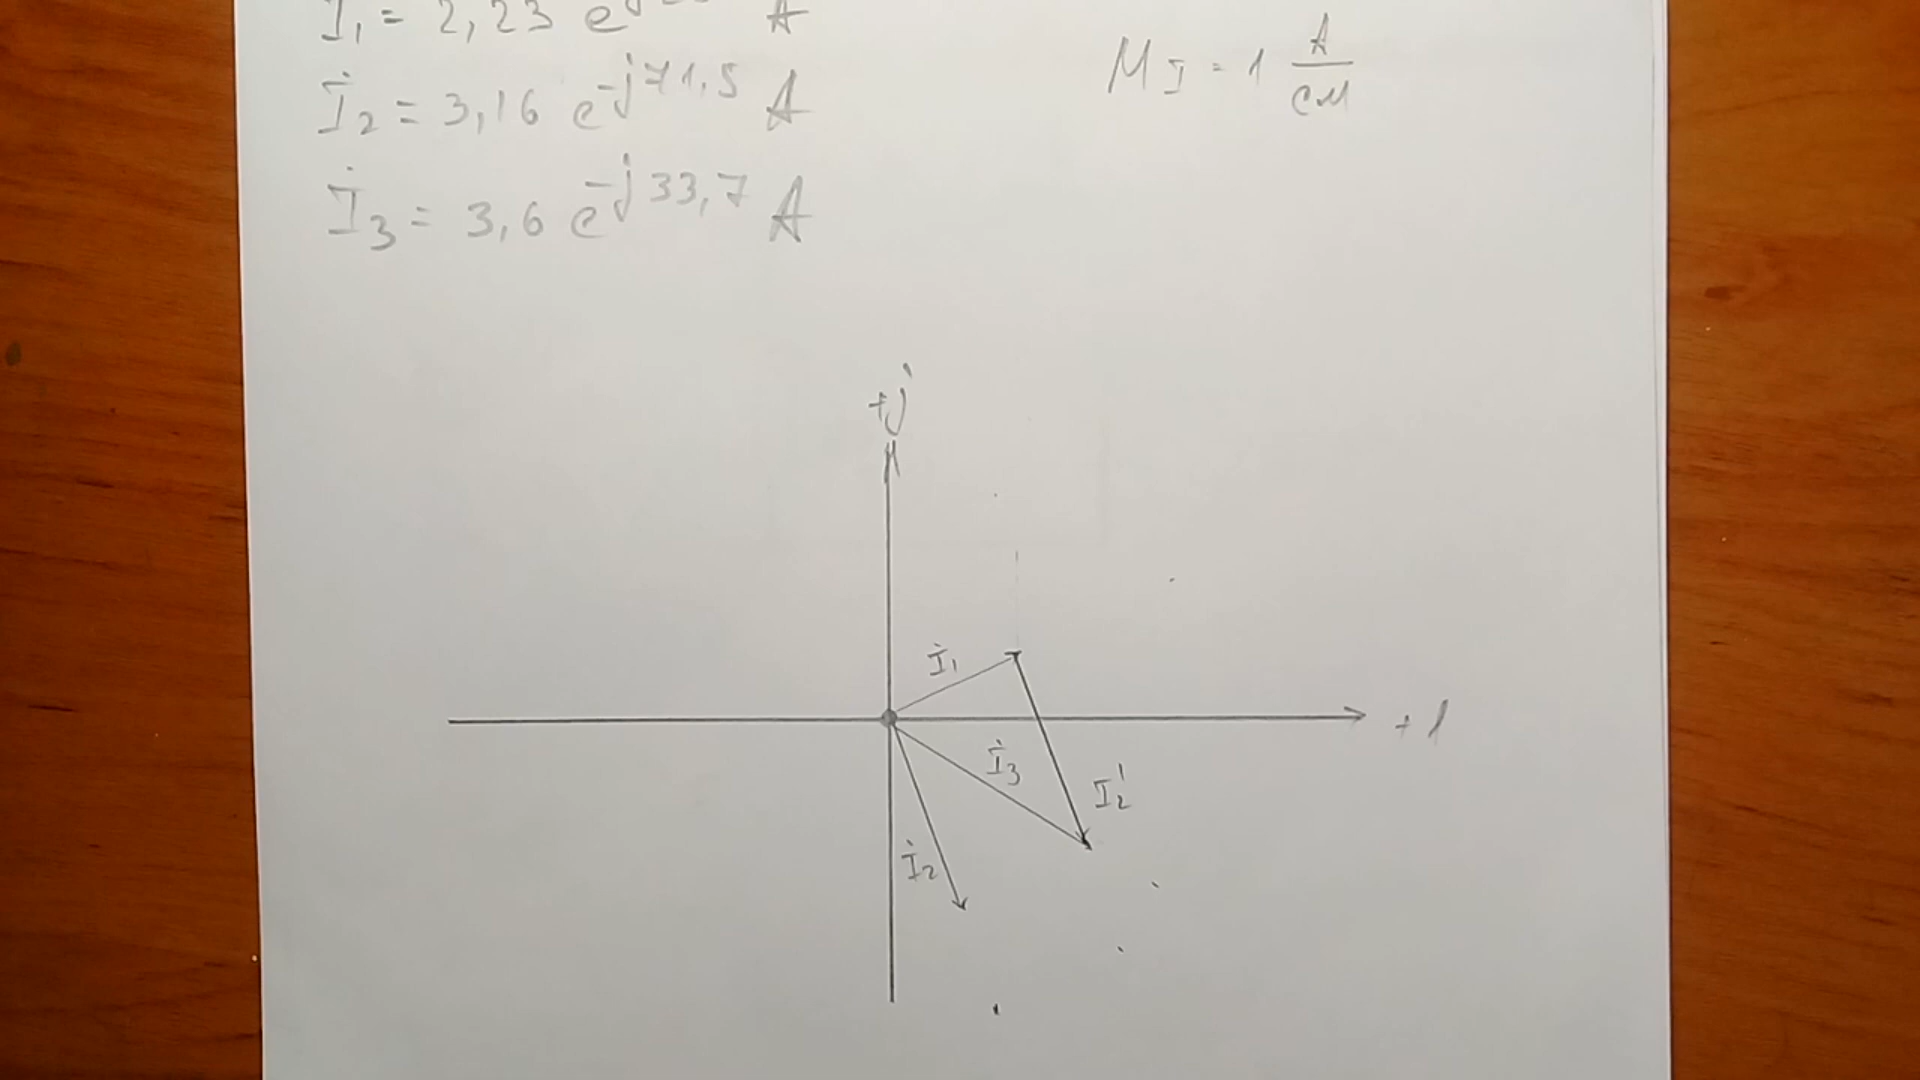 İ₁ = 2,23 e^j A
İ₂ = 3,16 e^-j71,5 A
İ₃ = 3,6 e^-j33,7 A
M_I = 1 A/см
+j
İ₁
+1
İ₃
I₂'
İ₂